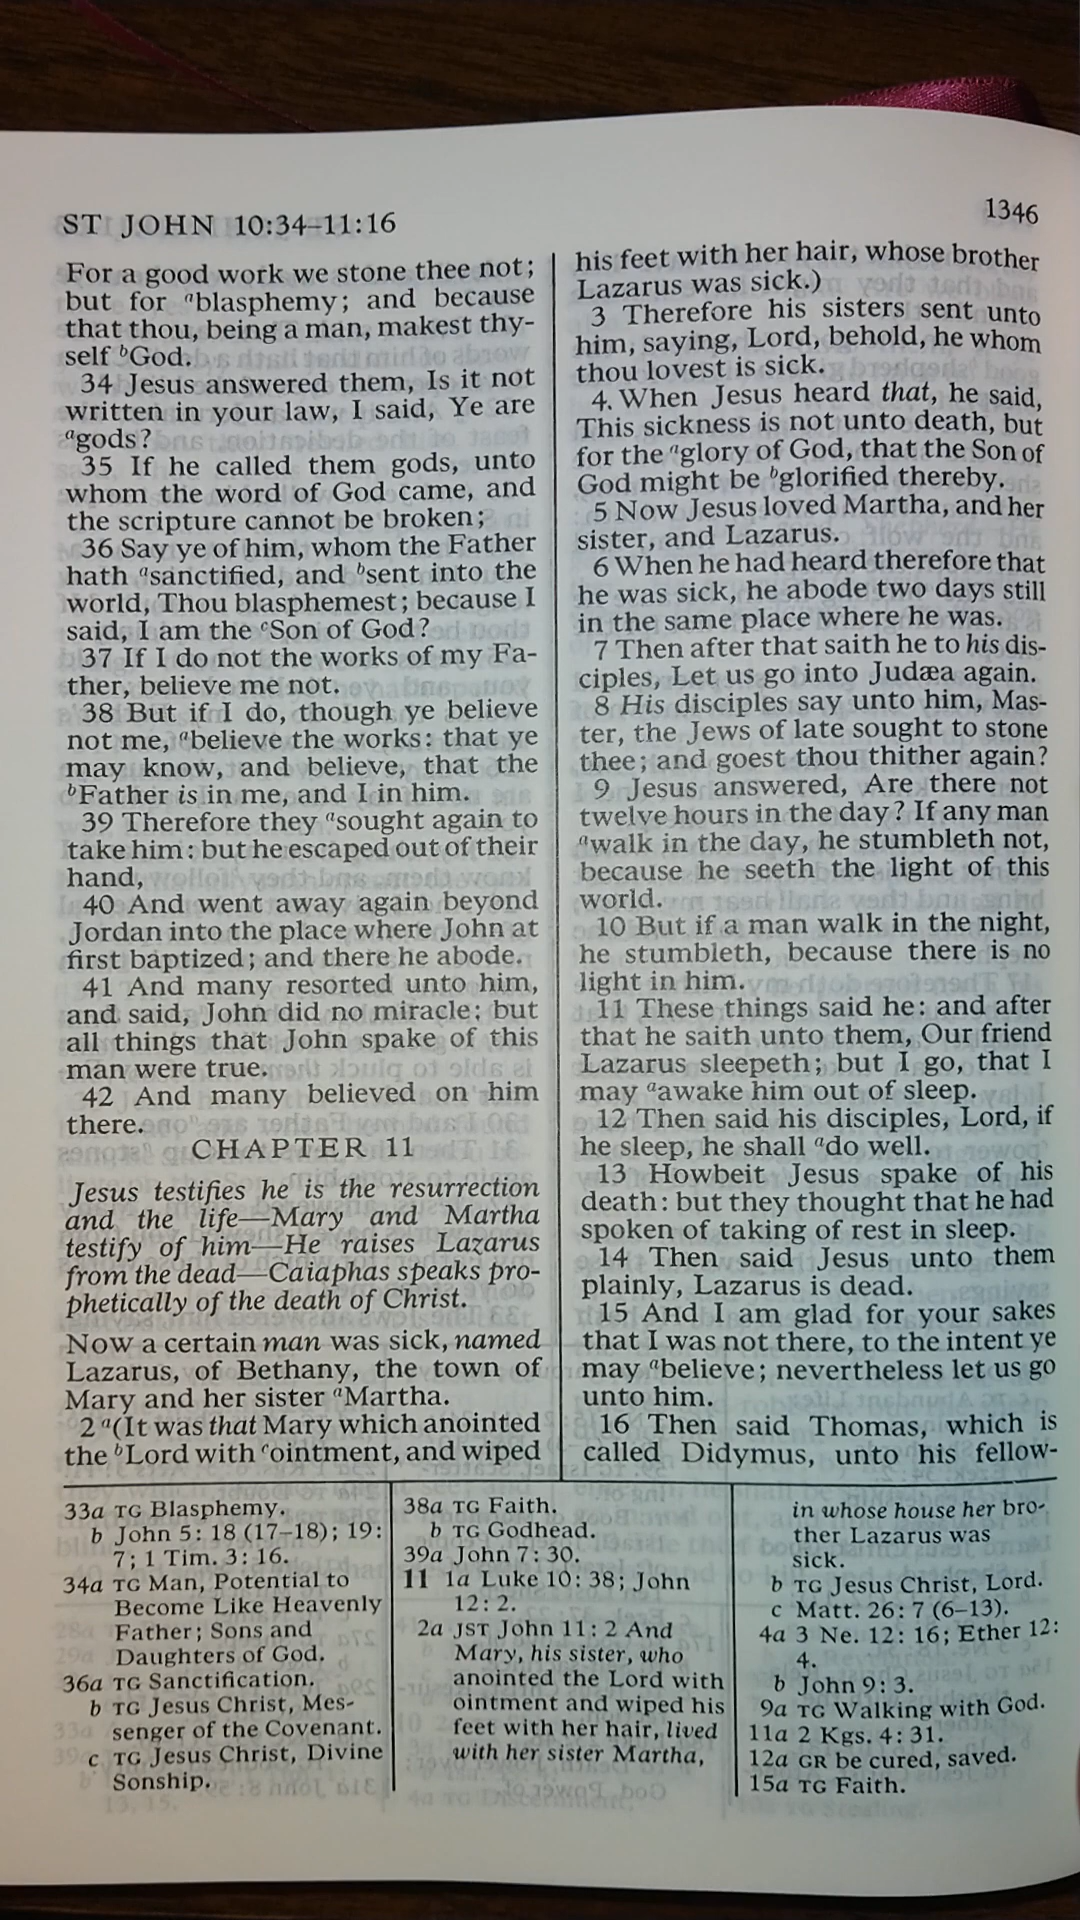 ST JOHN 10:34–11:16
1346
For a good work we stone thee not;
but for ᵃblasphemy; and because
that thou, being a man, makest thy-
self ᵇGod.
34 Jesus answered them, Is it not
written in your law, I said, Ye are
ᵃgods?
35 If he called them gods, unto
whom the word of God came, and
the scripture cannot be broken;
36 Say ye of him, whom the Father
hath ᵃsanctified, and ᵇsent into the
world, Thou blasphemest; because I
said, I am the ᶜSon of God?
37 If I do not the works of my Fa-
ther, believe me not.
38 But if I do, though ye believe
not me, ᵃbelieve the works: that ye
may know, and believe, that the
ᵇFather is in me, and I in him.
39 Therefore they ᵃsought again to
take him: but he escaped out of their
hand,
40 And went away again beyond
Jordan into the place where John at
first baptized; and there he abode.
41 And many resorted unto him,
and said, John did no miracle: but
all things that John spake of this
man were true.
42 And many believed on him
there.
CHAPTER 11
Jesus testifies he is the resurrection
and the life—Mary and Martha
testify of him—He raises Lazarus
from the dead—Caiaphas speaks pro-
phetically of the death of Christ.
Now a certain man was sick, named
Lazarus, of Bethany, the town of
Mary and her sister ᵃMartha.
2 ᵃ(It was that Mary which anointed
the ᵇLord with ᶜointment, and wiped
his feet with her hair, whose brother
Lazarus was sick.)
3 Therefore his sisters sent unto
him, saying, Lord, behold, he whom
thou lovest is sick.
4. When Jesus heard that, he said,
This sickness is not unto death, but
for the ᵃglory of God, that the Son of
God might be ᵇglorified thereby.
5 Now Jesus loved Martha, and her
sister, and Lazarus.
6 When he had heard therefore that
he was sick, he abode two days still
in the same place where he was.
7 Then after that saith he to his dis-
ciples, Let us go into Judæa again.
8 His disciples say unto him, Mas-
ter, the Jews of late sought to stone
thee; and goest thou thither again?
9 Jesus answered, Are there not
twelve hours in the day? If any man
ᵃwalk in the day, he stumbleth not,
because he seeth the light of this
world.
10 But if a man walk in the night,
he stumbleth, because there is no
light in him.
11 These things said he: and after
that he saith unto them, Our friend
Lazarus sleepeth; but I go, that I
may ᵃawake him out of sleep.
12 Then said his disciples, Lord, if
he sleep, he shall ᵃdo well.
13 Howbeit Jesus spake of his
death: but they thought that he had
spoken of taking of rest in sleep.
14 Then said Jesus unto them
plainly, Lazarus is dead.
15 And I am glad for your sakes
that I was not there, to the intent ye
may ᵃbelieve; nevertheless let us go
unto him.
16 Then said Thomas, which is
called Didymus, unto his fellow-
33a TG Blasphemy.
b John 5: 18 (17–18); 19:
7; 1 Tim. 3: 16.
34a TG Man, Potential to
Become Like Heavenly
Father; Sons and
Daughters of God.
36a TG Sanctification.
b TG Jesus Christ, Mes-
senger of the Covenant.
c TG Jesus Christ, Divine
Sonship.
38a TG Faith.
b TG Godhead.
39a John 7: 30.
11 1a Luke 10: 38; John
12: 2.
2a JST John 11: 2 And
Mary, his sister, who
anointed the Lord with
ointment and wiped his
feet with her hair, lived
with her sister Martha,
in whose house her bro-
ther Lazarus was
sick.
b TG Jesus Christ, Lord.
c Matt. 26: 7 (6–13).
4a 3 Ne. 12: 16; Ether 12:
4.
b John 9: 3.
9a TG Walking with God.
11a 2 Kgs. 4: 31.
12a GR be cured, saved.
15a TG Faith.